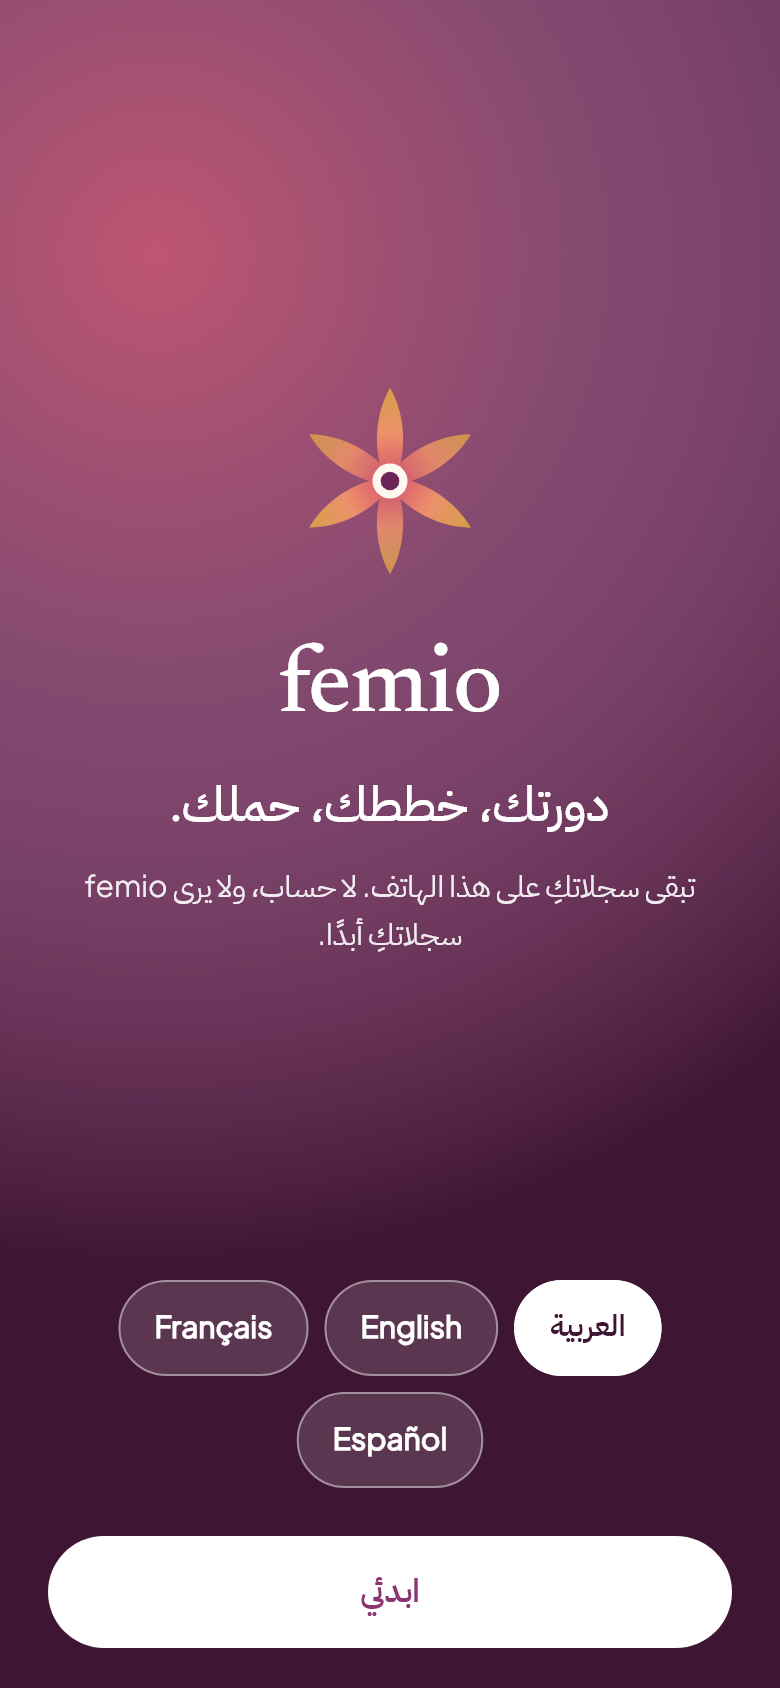 femio
دورتك، خططك، حملك.
تبقى سجلاتكِ على هذا الهاتف. لا حساب، ولا يرى femio
سجلاتكِ أبدًا.
العربية
English
Français
Español
ابدئي